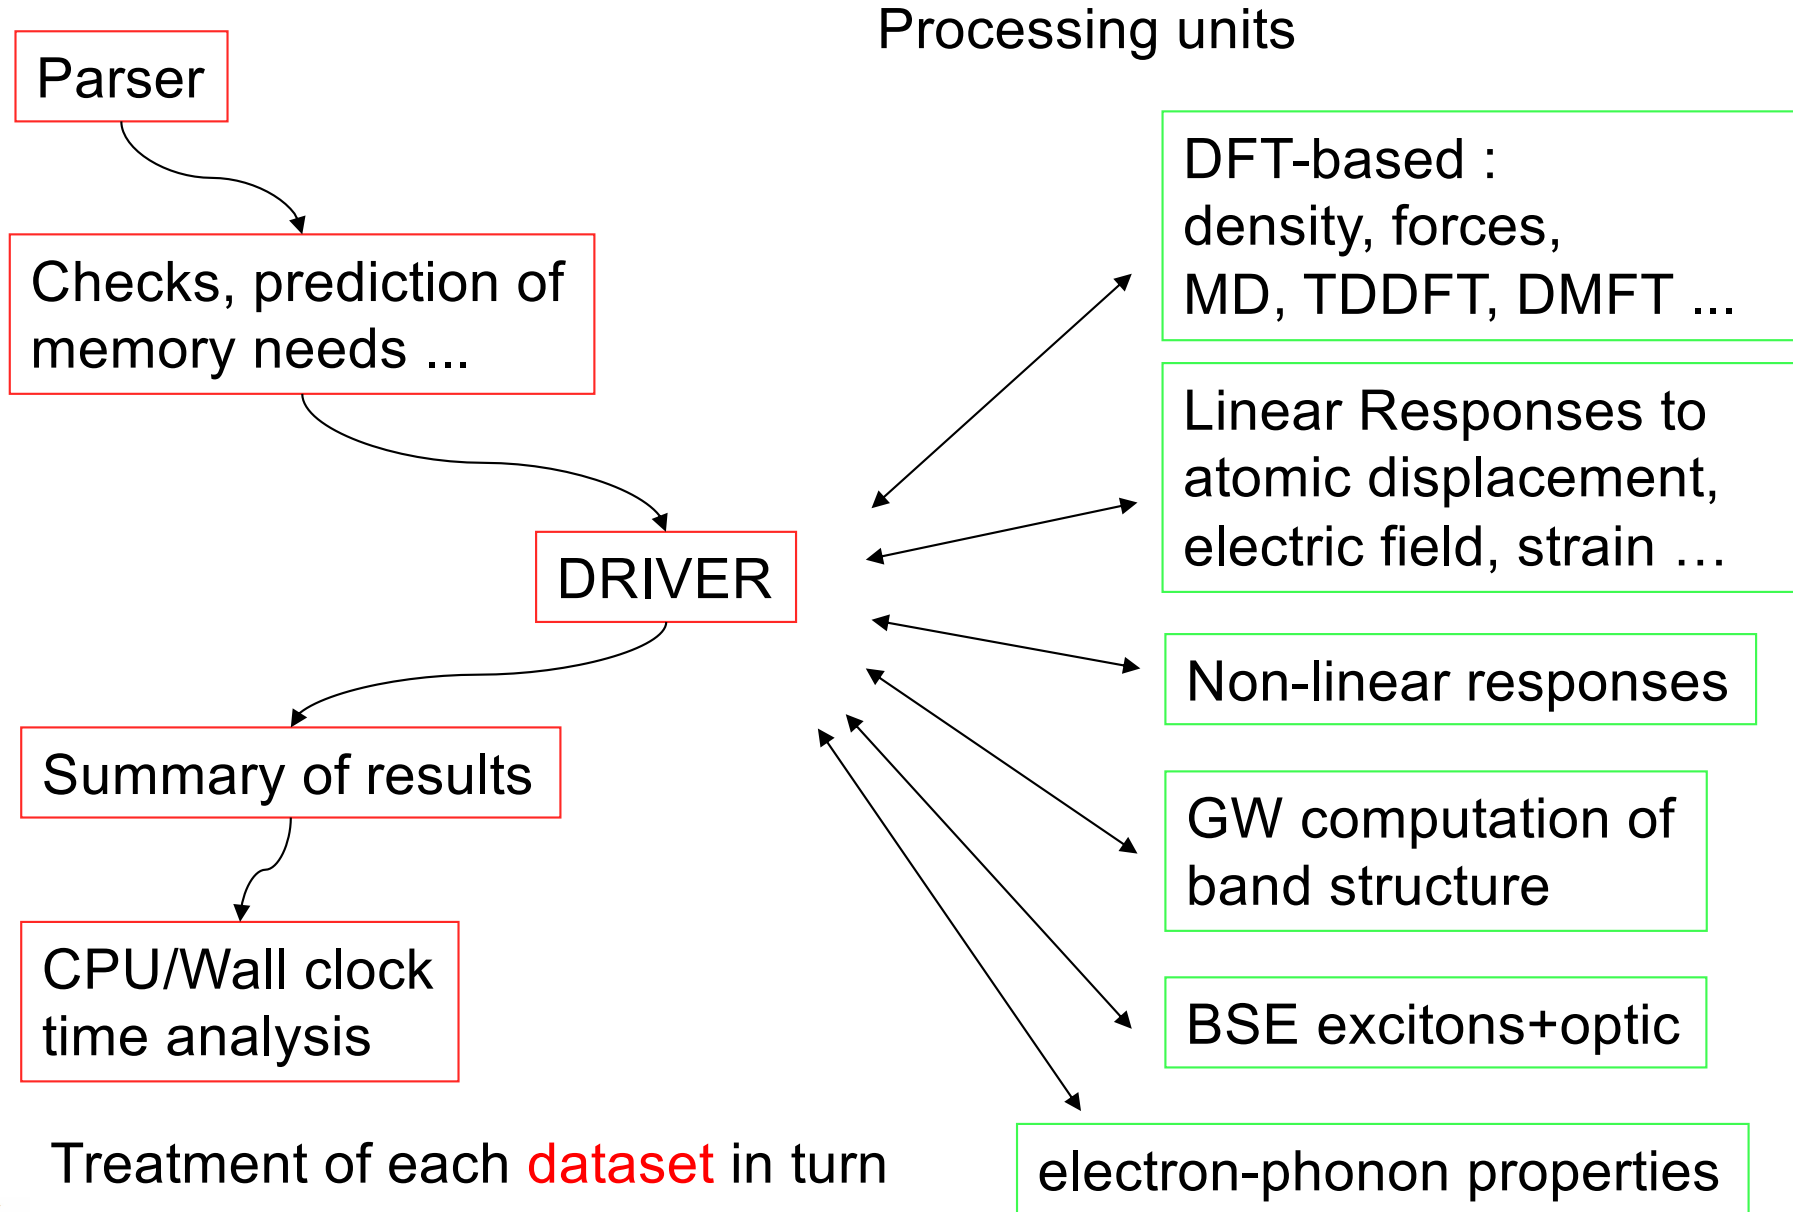 Processing units
Parser
Checks, prediction of
memory needs ...
DRIVER
Summary of results
CPU/Wall clock
time analysis
Treatment of each dataset in turn
DFT-based :
density, forces,
MD, TDDFT, DMFT ...
Linear Responses to
atomic displacement,
electric field, strain …
Non-linear responses
GW computation of
band structure
BSE excitons+optic
electron-phonon properties